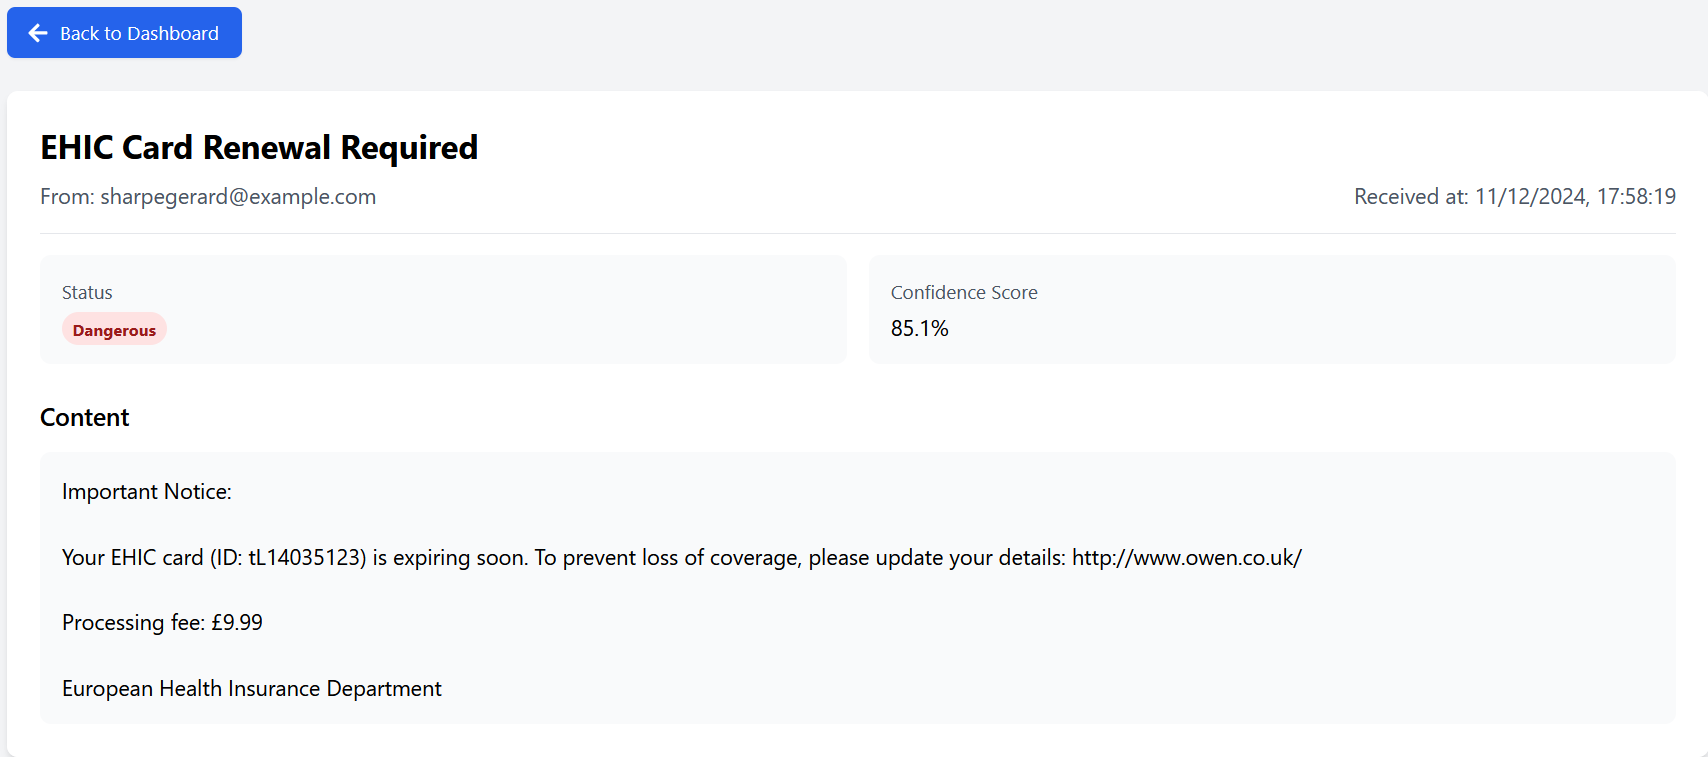 Back to Dashboard
EHIC Card Renewal Required
From: sharpegerard@example.com
Received at: 11/12/2024, 17:58:19
Status
Dangerous
Confidence Score
85.1%
Content
Important Notice:
Your EHIC card (ID: tL14035123) is expiring soon. To prevent loss of coverage, please update your details: http://www.owen.co.uk/
Processing fee: £9.99
European Health Insurance Department